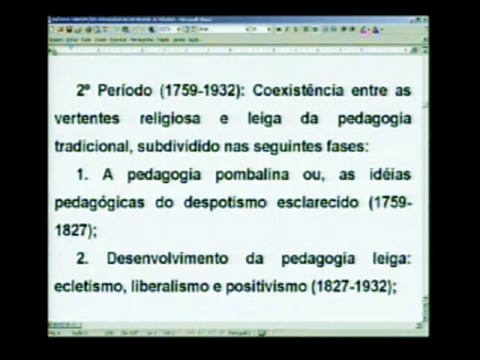 2º Período (1759-1932): Coexistência entre as
vertentes religiosa e leiga da pedagogia
tradicional, subdividido nas seguintes fases:
1. A pedagogia pombalina ou, as idéias
pedagógicas do despotismo esclarecido (1759-
1827);
2. Desenvolvimento da pedagogia leiga:
ecletismo, liberalismo e positivismo (1827-1932);